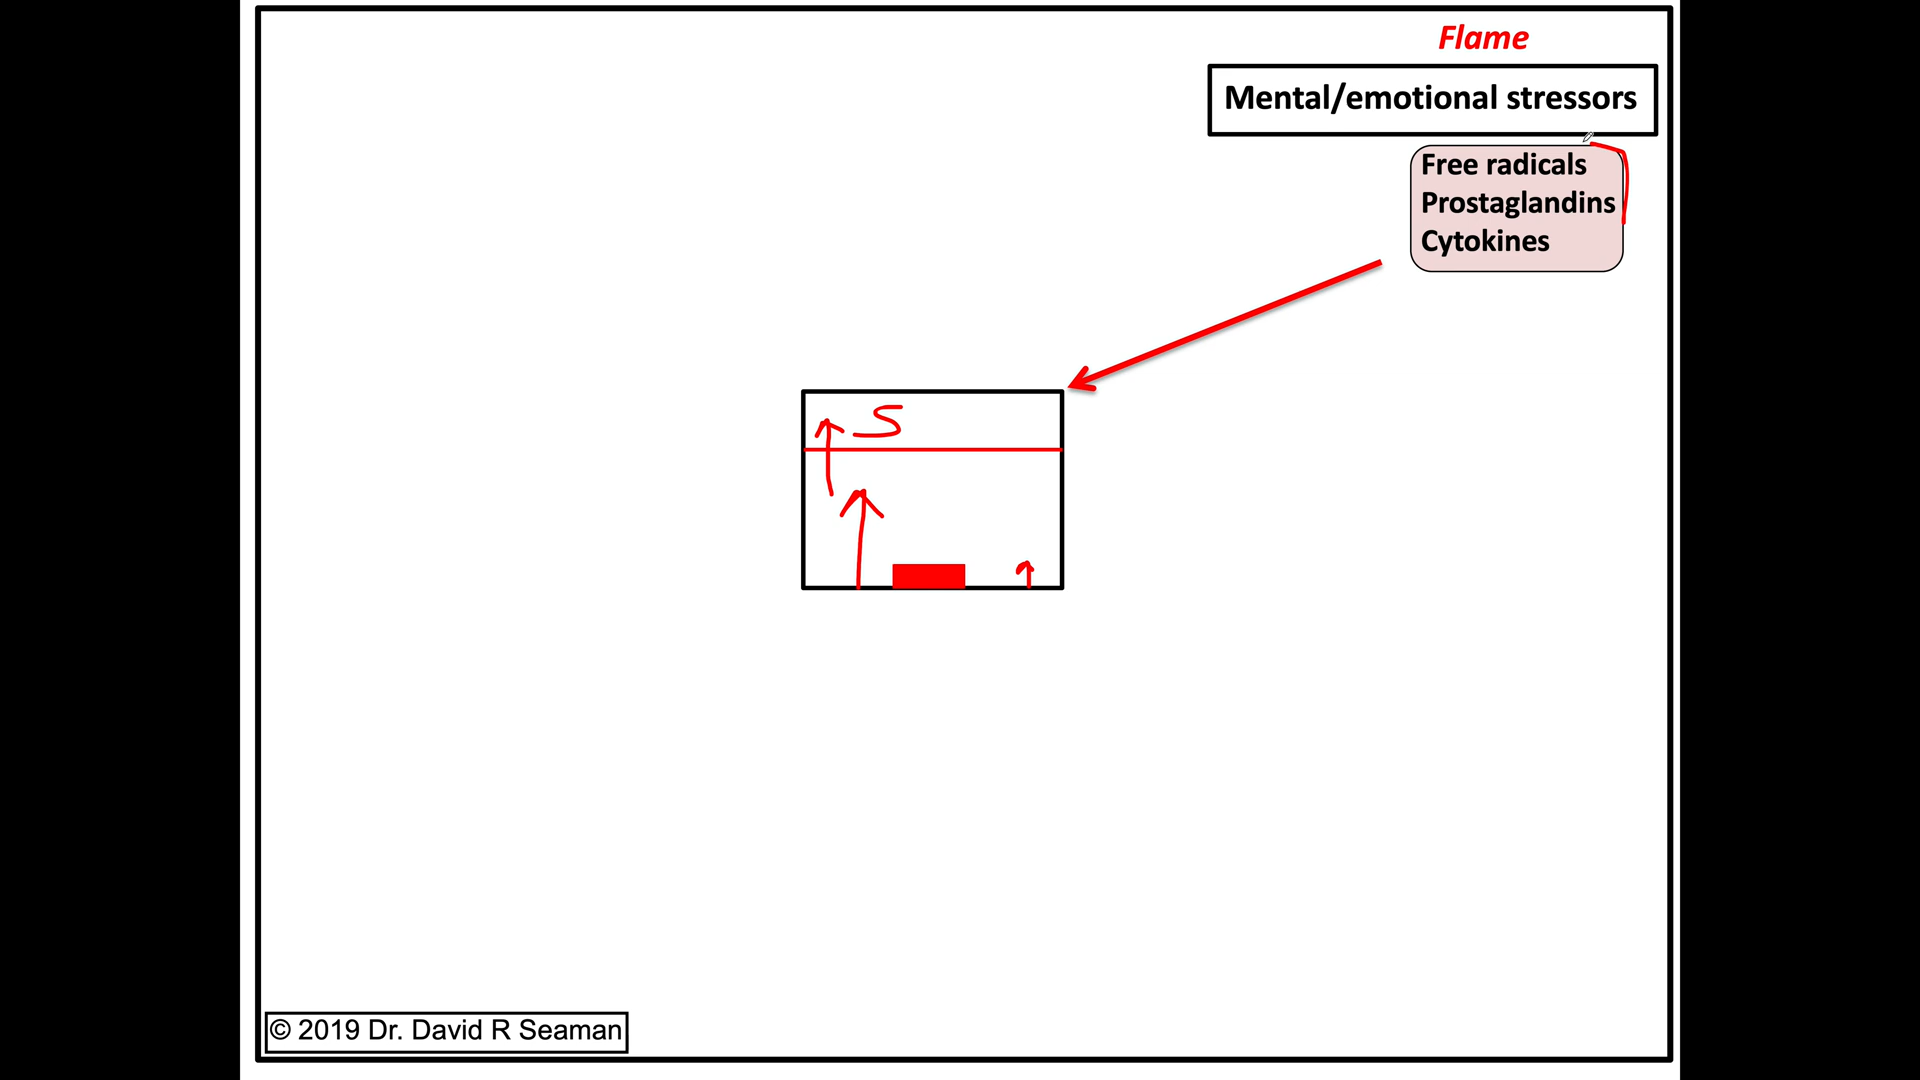 Flame
Mental/emotional stressors
Free radicals
Prostaglandins
Cytokines
S
© 2019 Dr. David R Seaman